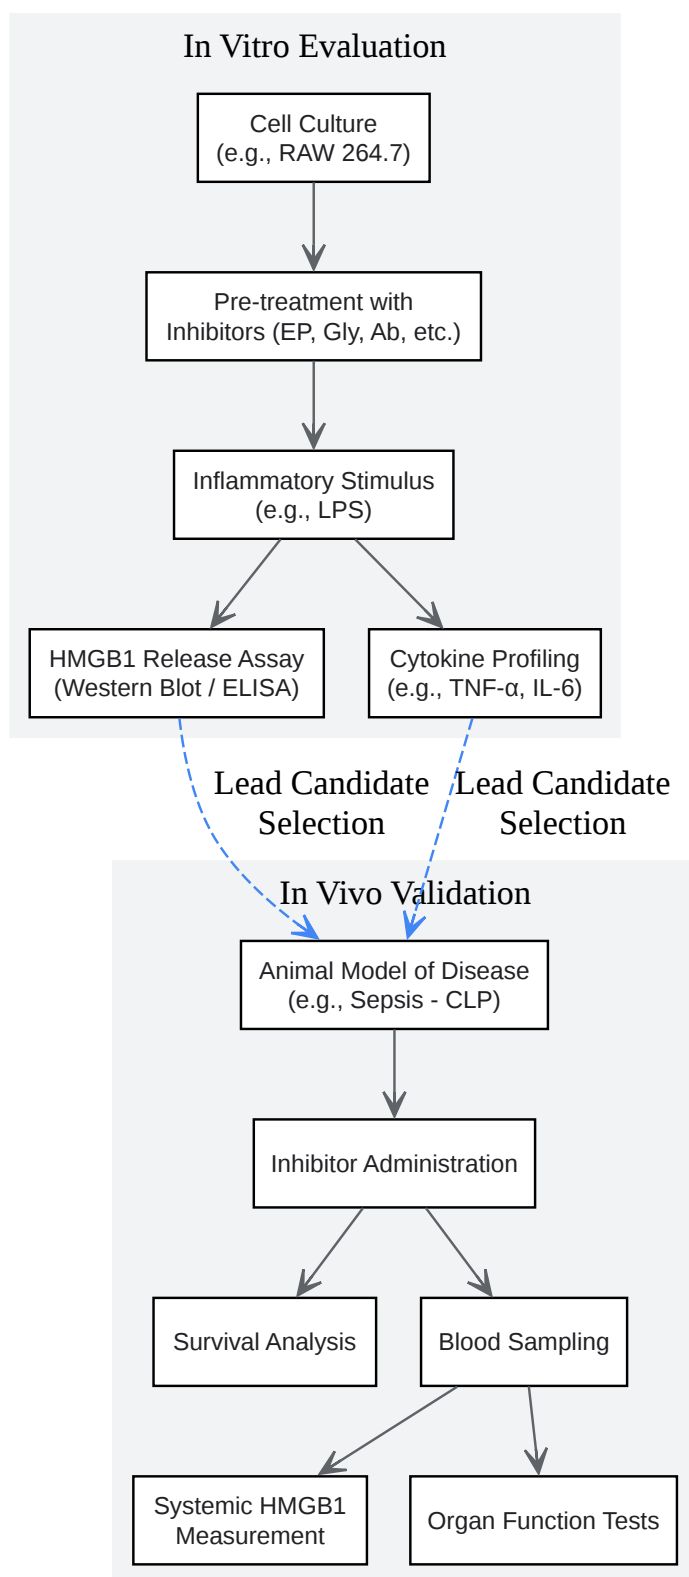 In Vitro Evaluation
Cell Culture
(e.g., RAW 264.7)
Pre-treatment with
Inhibitors (EP, Gly, Ab, etc.)
Inflammatory Stimulus
(e.g., LPS)
HMGB1 Release Assay
(Western Blot / ELISA)
Cytokine Profiling
(e.g., TNF-α, IL-6)
Lead Candidate
Selection
Lead Candidate
Selection
In Vivo Validation
Animal Model of Disease
(e.g., Sepsis - CLP)
Inhibitor Administration
Survival Analysis
Blood Sampling
Systemic HMGB1
Measurement
Organ Function Tests